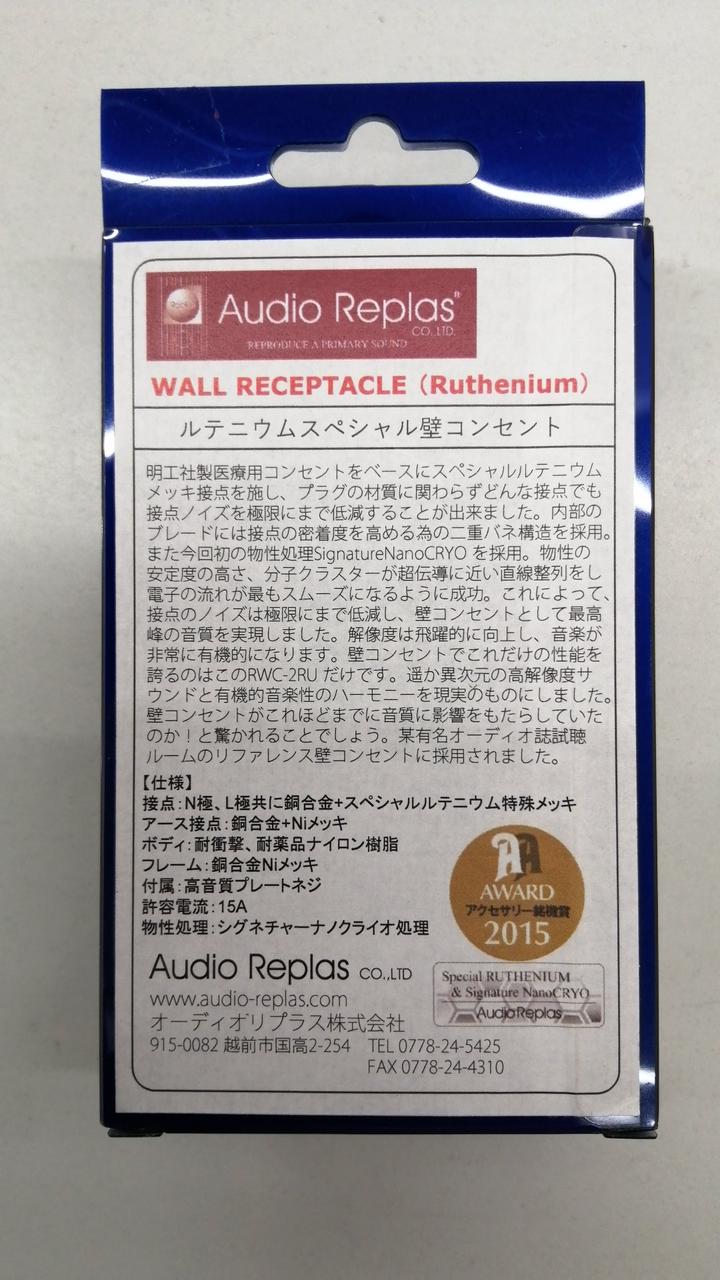 Audio Replas®
CO.,LTD.
REPRODUCE A PRIMARY SOUND
WALL RECEPTACLE（Ruthenium）
ルテニウムスペシャル壁コンセント
明工社製医療用コンセントをベースにスペシャルルテニウム
メッキ接点を施し、プラグの材質に関わらずどんな接点でも
接点ノイズを極限にまで低減することが出来ました。内部の
ブレードには接点の密着度を高める為の二重バネ構造を採用。
また今回初の物性処理SignatureNanoCRYO を採用。物性の
安定度の高さ、分子クラスターが超伝導に近い直線整列をし
電子の流れが最もスムーズになるように成功。これによって、
接点のノイズは極限にまで低減し、壁コンセントとして最高
峰の音質を実現しました。解像度は飛躍的に向上し、音楽が
非常に有機的になります。壁コンセントでこれだけの性能を
誇るのはこのRWC-2RU だけです。遥か異次元の高解像度サ
ウンドと有機的音楽性のハーモニーを現実のものにしました。
壁コンセントがこれほどまでに音質に影響をもたらしていた
のか！と驚かれることでしょう。某有名オーディオ誌試聴
ルームのリファレンス壁コンセントに採用されました。
【仕様】
接点：N極、L極共に銅合金+スペシャルルテニウム特殊メッキ
アース接点：銅合金+Niメッキ
ボディ：耐衝撃、耐薬品ナイロン樹脂
フレーム：銅合金Niメッキ
付属：高音質プレートネジ
許容電流：15A
物性処理：シグネチャーナノクライオ処理
AA
AWARD
アクセサリー銘機賞
2015
Audio Replas CO.,LTD
www.audio-replas.com
オーディオリプラス株式会社
915-0082 越前市国高2-254 TEL 0778-24-5425
FAX 0778-24-4310
Special RUTHENIUM
& Signature NanoCRYO
AudioReplas